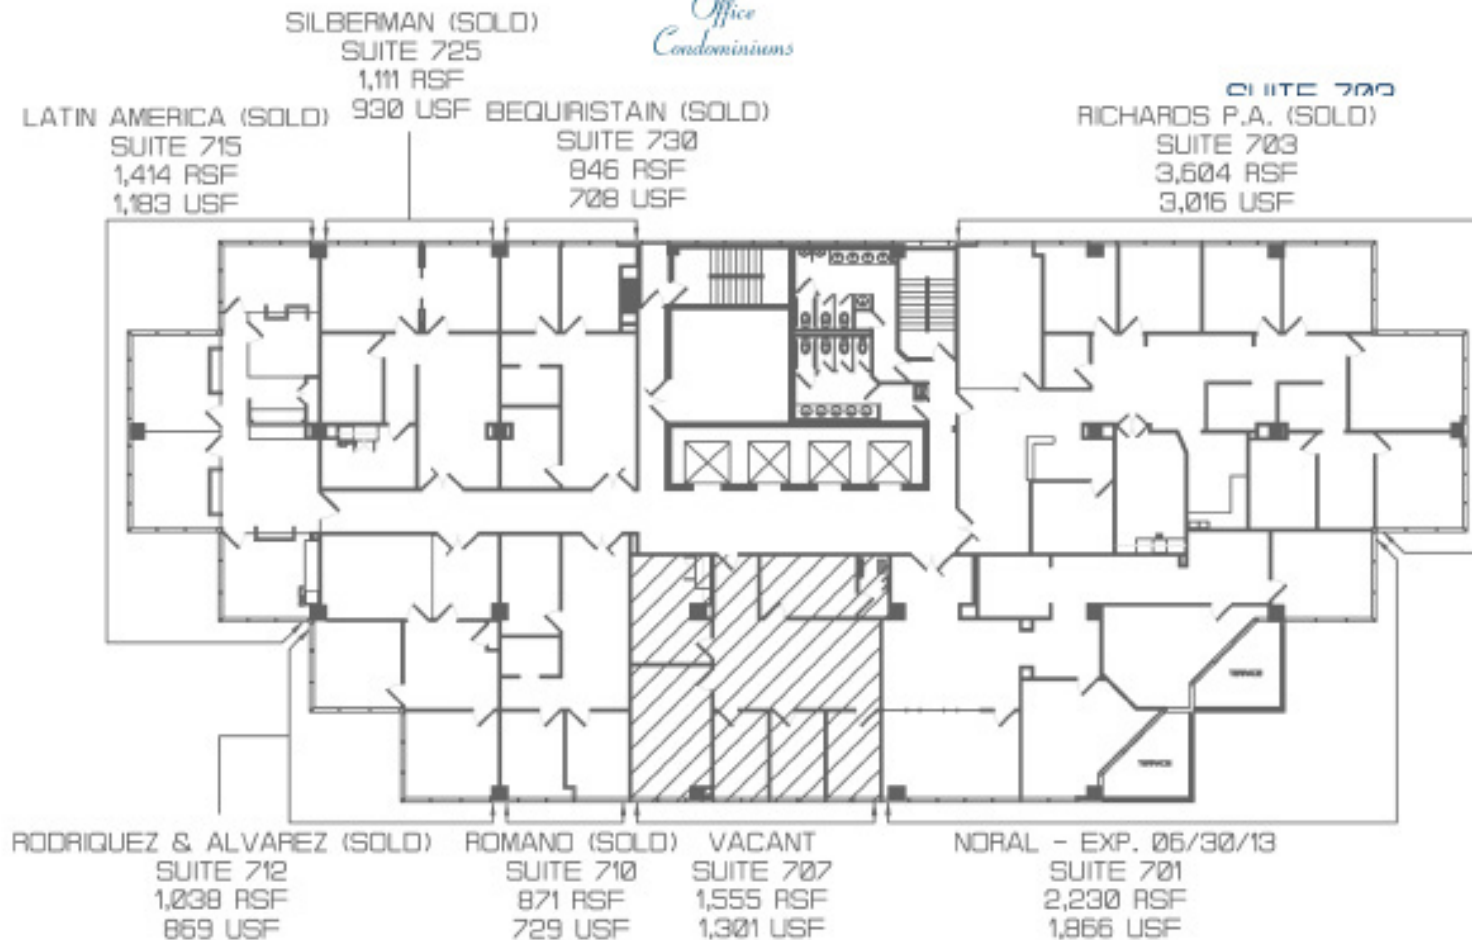 Office
Condominiums
SILBERMAN (SOLD)
SUITE 725
1,111 RSF
930 USF
LATIN AMERICA (SOLD)
SUITE 715
1,414 RSF
1,183 USF
BEQUIRISTAIN (SOLD)
SUITE 730
846 RSF
708 USF
SUITE 703
RICHARDS P.A. (SOLD)
SUITE 703
3,604 RSF
3,016 USF
TERRACE
TERRACE
RODRIQUEZ & ALVAREZ (SOLD)
SUITE 712
1,038 RSF
869 USF
ROMANO (SOLD)
SUITE 710
871 RSF
729 USF
VACANT
SUITE 707
1,555 RSF
1,301 USF
NORAL - EXP. 06/30/13
SUITE 701
2,230 RSF
1,866 USF